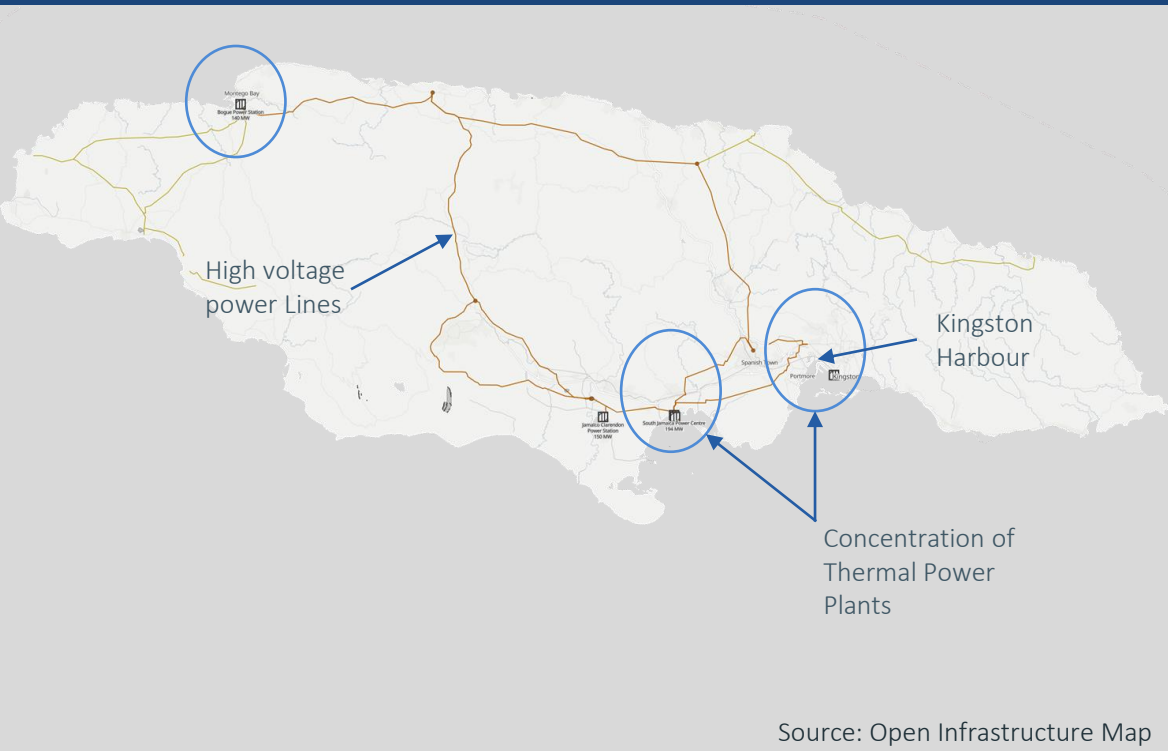 Montego Bay
Bogue Power Station
140 MW
High voltage
power Lines
Kingston
Harbour
Spanish Town
Portmore
Kingston
Jamalco Clarendon
Power Station
150 MW
South Jamaica Power Centre
194 MW
Concentration of
Thermal Power
Plants
Source: Open Infrastructure Map